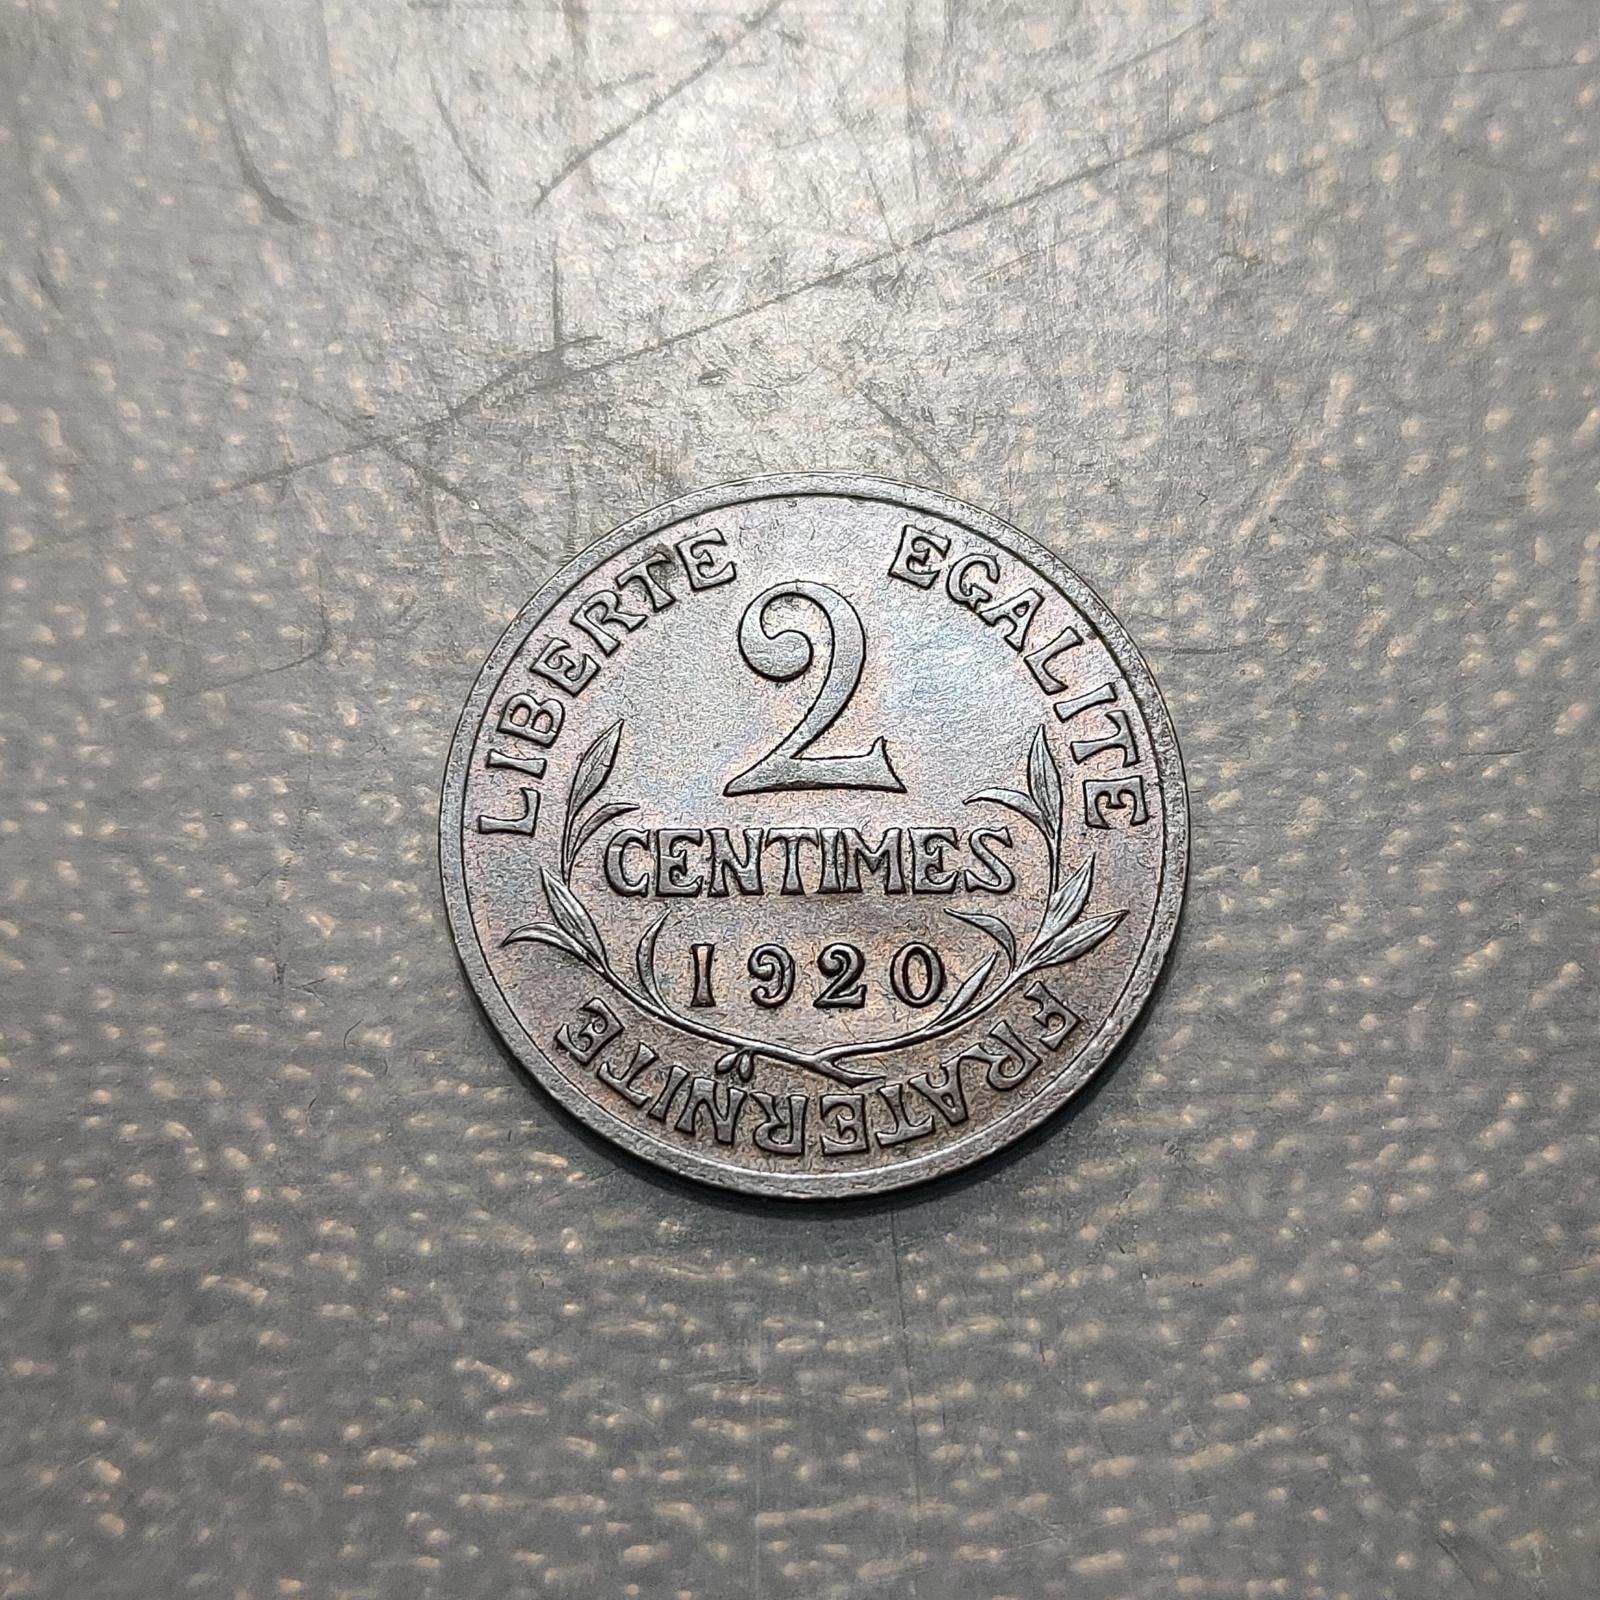 LIBERTE EGALITE
2
CENTIMES
1920
FRATERNITE